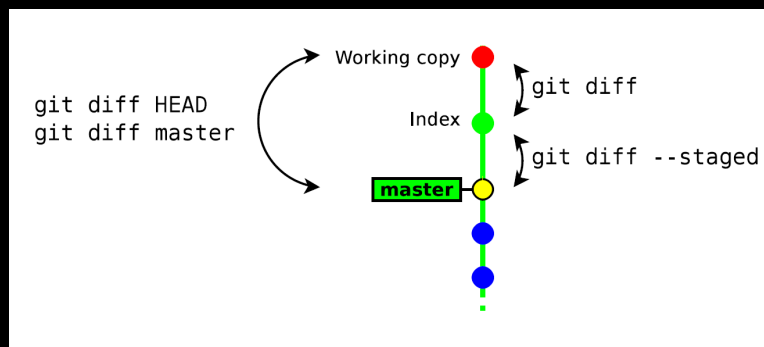 Working copy
git diff
git diff HEAD
git diff master
Index
git diff --staged
master